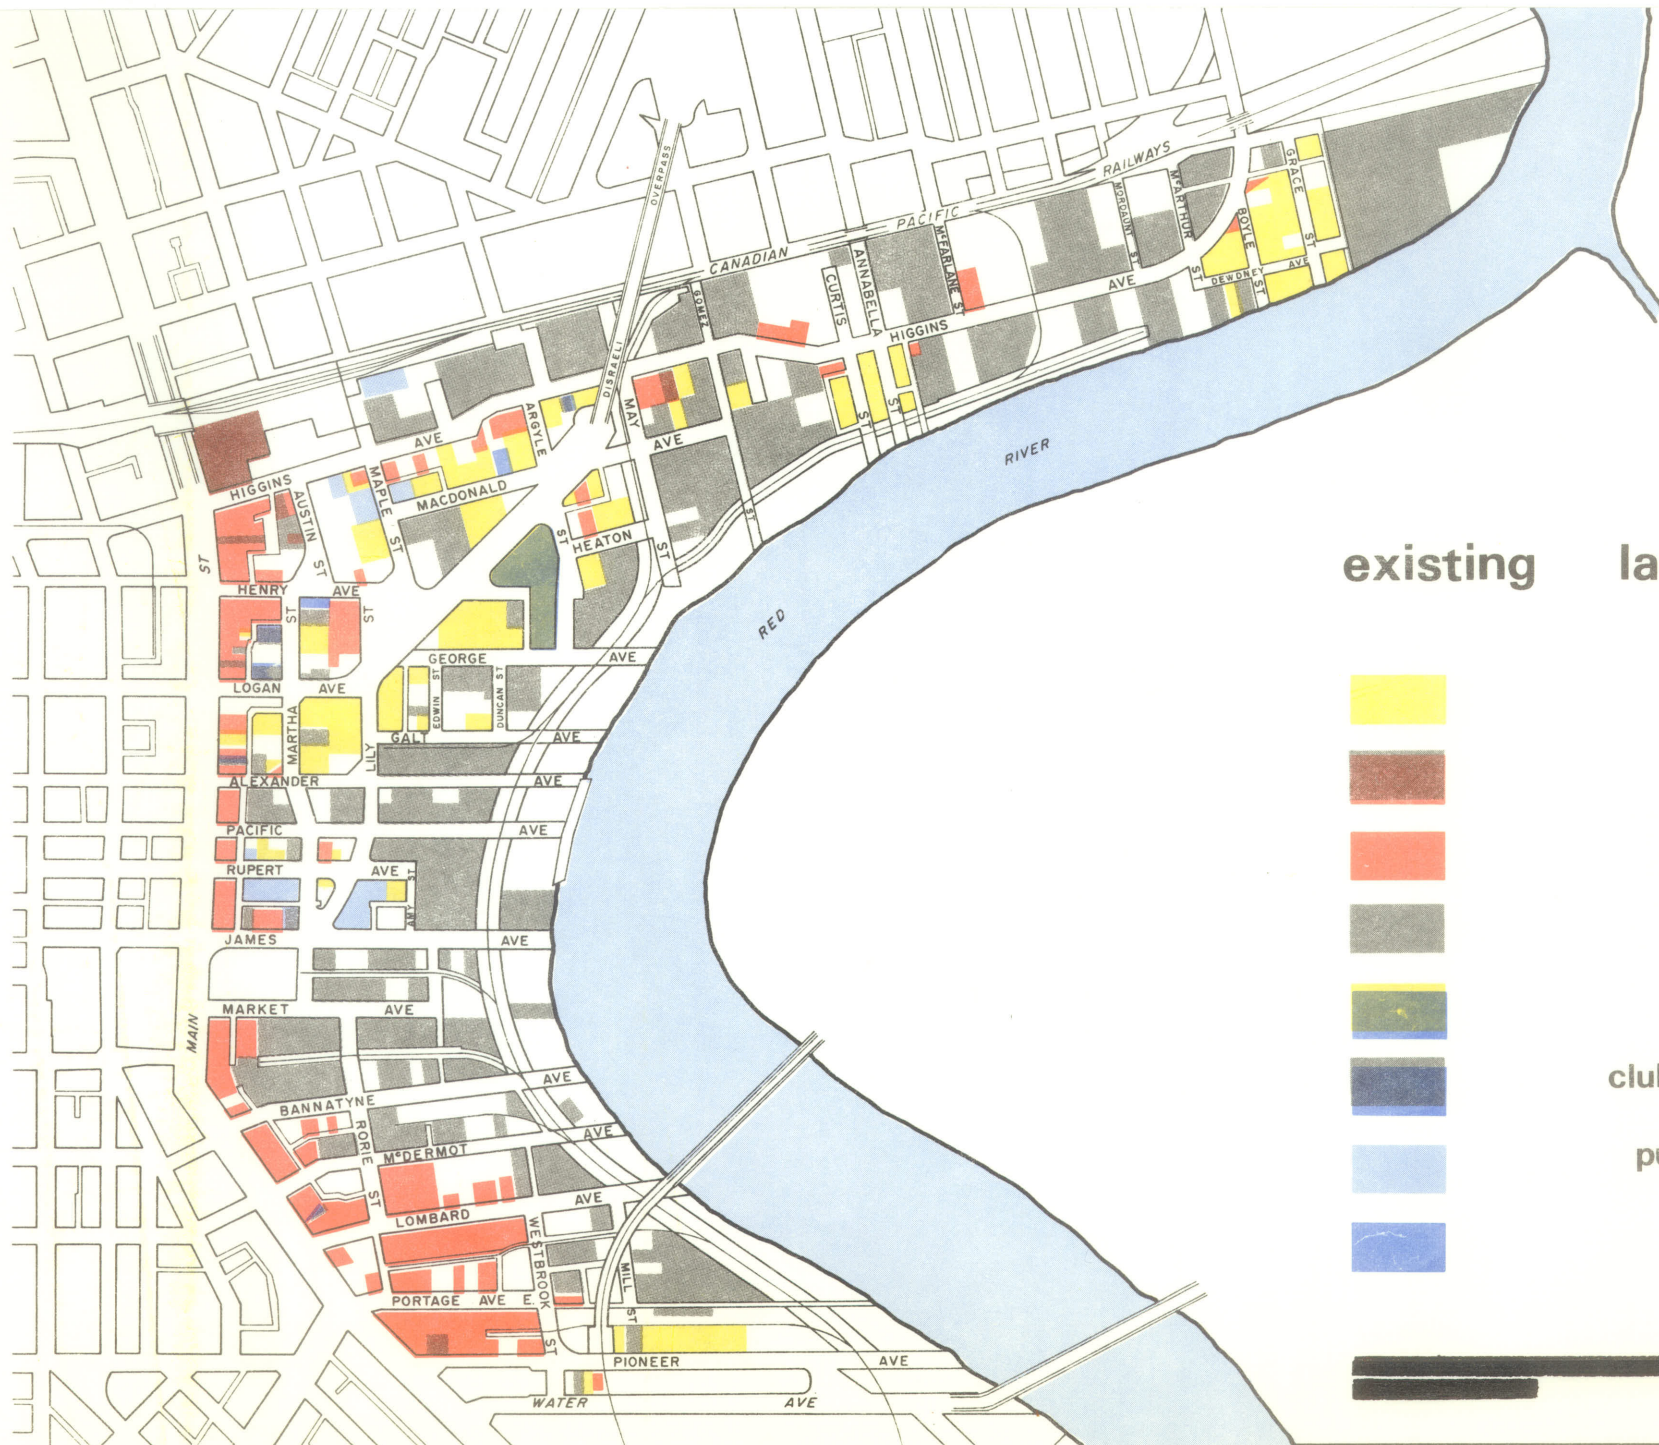 OVERPASS
CANADIAN PACIFIC RAILWAYS
GRACE ST
McARTHUR ST
MORDAUNT ST
BOYLE ST
DEWDNEY AVE
McFARLANE ST
ANNABELLA ST
CURTIS ST
GOMEZ ST
HIGGINS AVE
DISRAELI ST
MAY ST
AVE
ARGYLE
AVE
HIGGINS
MAPLE ST
MACDONALD
AUSTIN ST
HEATON
RIVER
RED
existing la
HENRY AVE
ST
ST
ST
GEORGE AVE
LOGAN AVE
EDWIN ST
DUNCAN ST
MARTHA
LILY
GALT AVE
ALEXANDER AVE
PACIFIC AVE
RUPERT AVE
AMY ST
JAMES AVE
MARKET AVE
MAIN
AVE
BANNATYNE
RORIE ST
AVE
McDERMOT
AVE
LOMBARD
WESTBROOK ST
MILL ST
PORTAGE AVE E.
PIONEER AVE
WATER AVE
clu
pu